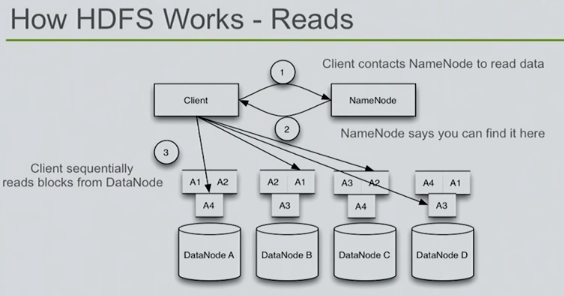 How HDFS Works - Reads
1
Client contacts NameNode to read data
Client
NameNode
2
NameNode says you can find it here
3
Client sequentially
reads blocks from DataNode
A1 A2
A2 A1
A3 A2
A4 A1
A4
A3
A4
A3
DataNode A
DataNode B
DataNode C
DataNode D